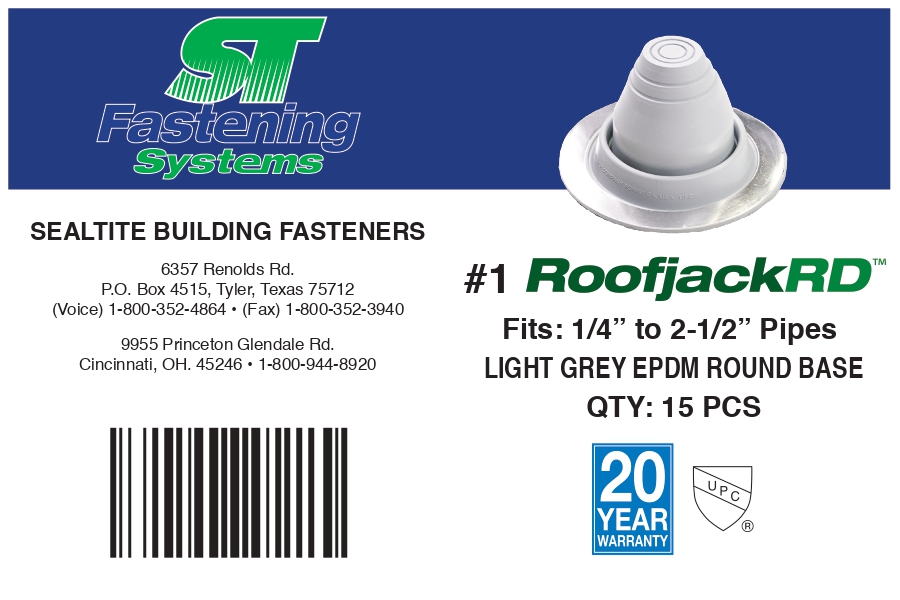 ST
Fastening
Systems
SEALTITE BUILDING FASTENERS
6357 Renolds Rd.
P.O. Box 4515, Tyler, Texas 75712
(Voice) 1-800-352-4864 • (Fax) 1-800-352-3940
9955 Princeton Glendale Rd.
Cincinnati, OH. 45246 • 1-800-944-8920
#1 RoofjackRD™
Fits: 1/4” to 2-1/2” Pipes
LIGHT GREY EPDM ROUND BASE
QTY: 15 PCS
20
YEAR
WARRANTY
UPC
®